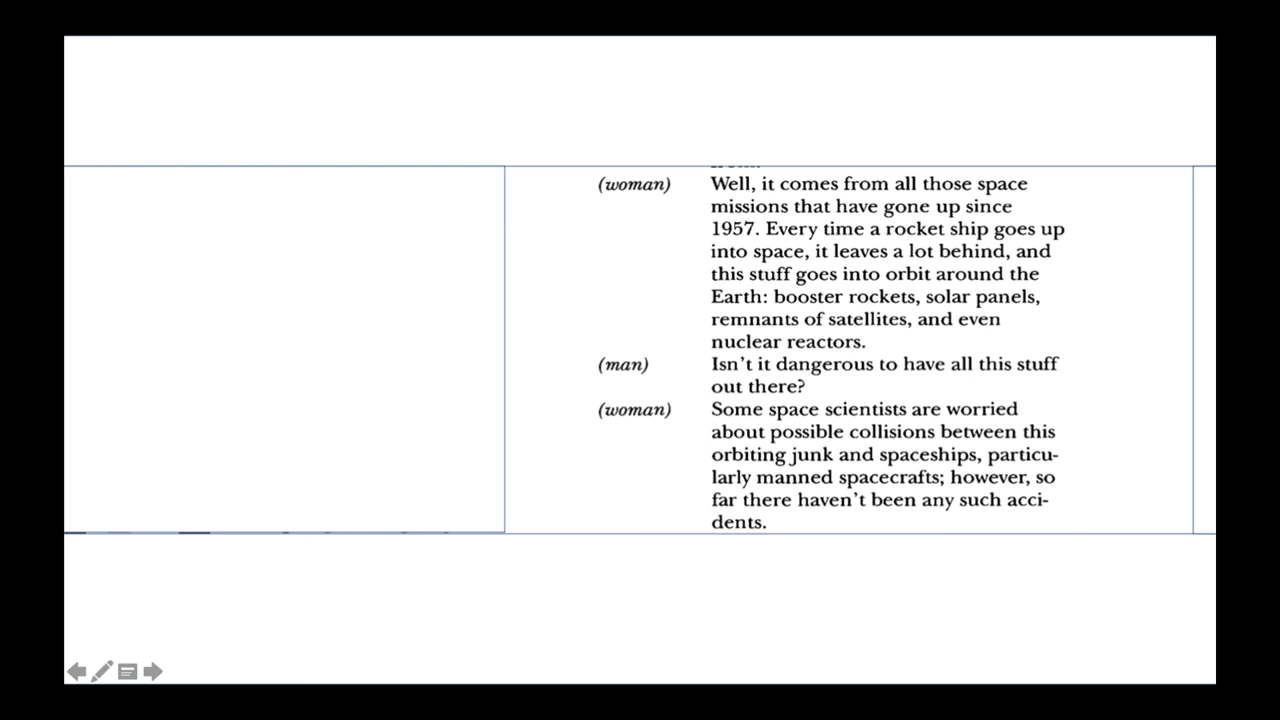 (woman) Well, it comes from all those space
missions that have gone up since
1957. Every time a rocket ship goes up
into space, it leaves a lot behind, and
this stuff goes into orbit around the
Earth: booster rockets, solar panels,
remnants of satellites, and even
nuclear reactors.
(man) Isn't it dangerous to have all this stuff
out there?
(woman) Some space scientists are worried
about possible collisions between this
orbiting junk and spaceships, particu-
larly manned spacecrafts; however, so
far there haven't been any such acci-
dents.